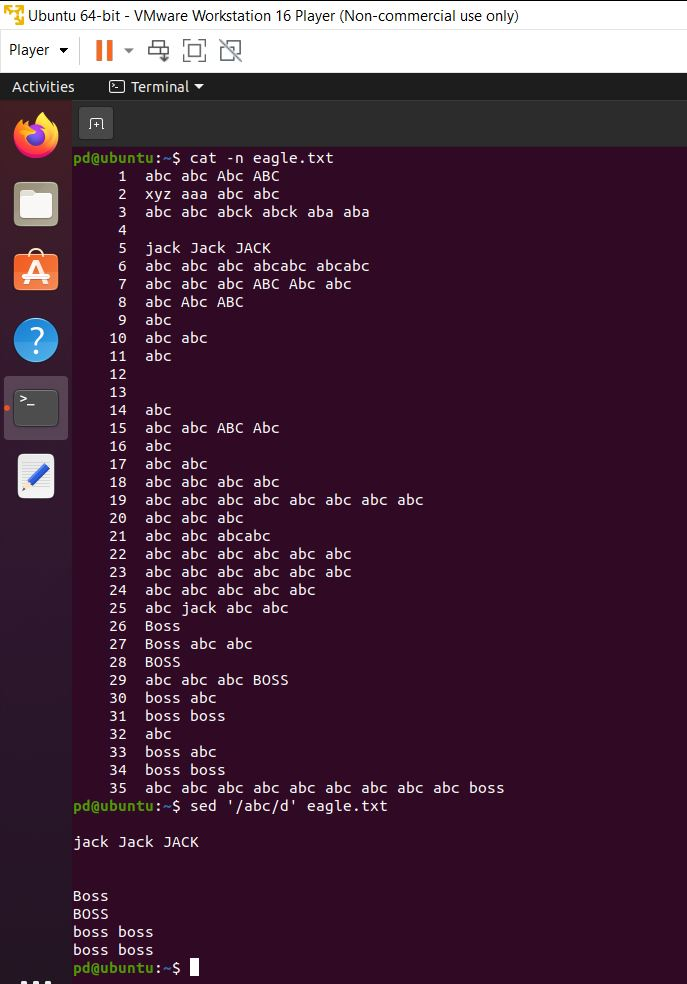 Ubuntu 64-bit - VMware Workstation 16 Player (Non-commercial use only)
Player
Activities Terminal
pd@ubuntu:~$ cat -n eagle.txt
1 abc abc Abc ABC
2 xyz aaa abc abc
3 abc abc abck abck aba aba
4
5 jack Jack JACK
6 abc abc abc abcabc abcabc
7 abc abc abc ABC Abc abc
8 abc Abc ABC
9 abc
10 abc abc
11 abc
12
13
14 abc
15 abc abc ABC Abc
16 abc
17 abc abc
18 abc abc abc abc
19 abc abc abc abc abc abc abc abc
20 abc abc abc
21 abc abc abcabc
22 abc abc abc abc abc abc
23 abc abc abc abc abc abc
24 abc abc abc abc abc
25 abc jack abc abc
26 Boss
27 Boss abc abc
28 BOSS
29 abc abc abc BOSS
30 boss abc
31 boss boss
32 abc
33 boss abc
34 boss boss
35 abc abc abc abc abc abc abc abc abc boss
pd@ubuntu:~$ sed '/abc/d' eagle.txt
jack Jack JACK
Boss
BOSS
boss boss
boss boss
pd@ubuntu:~$